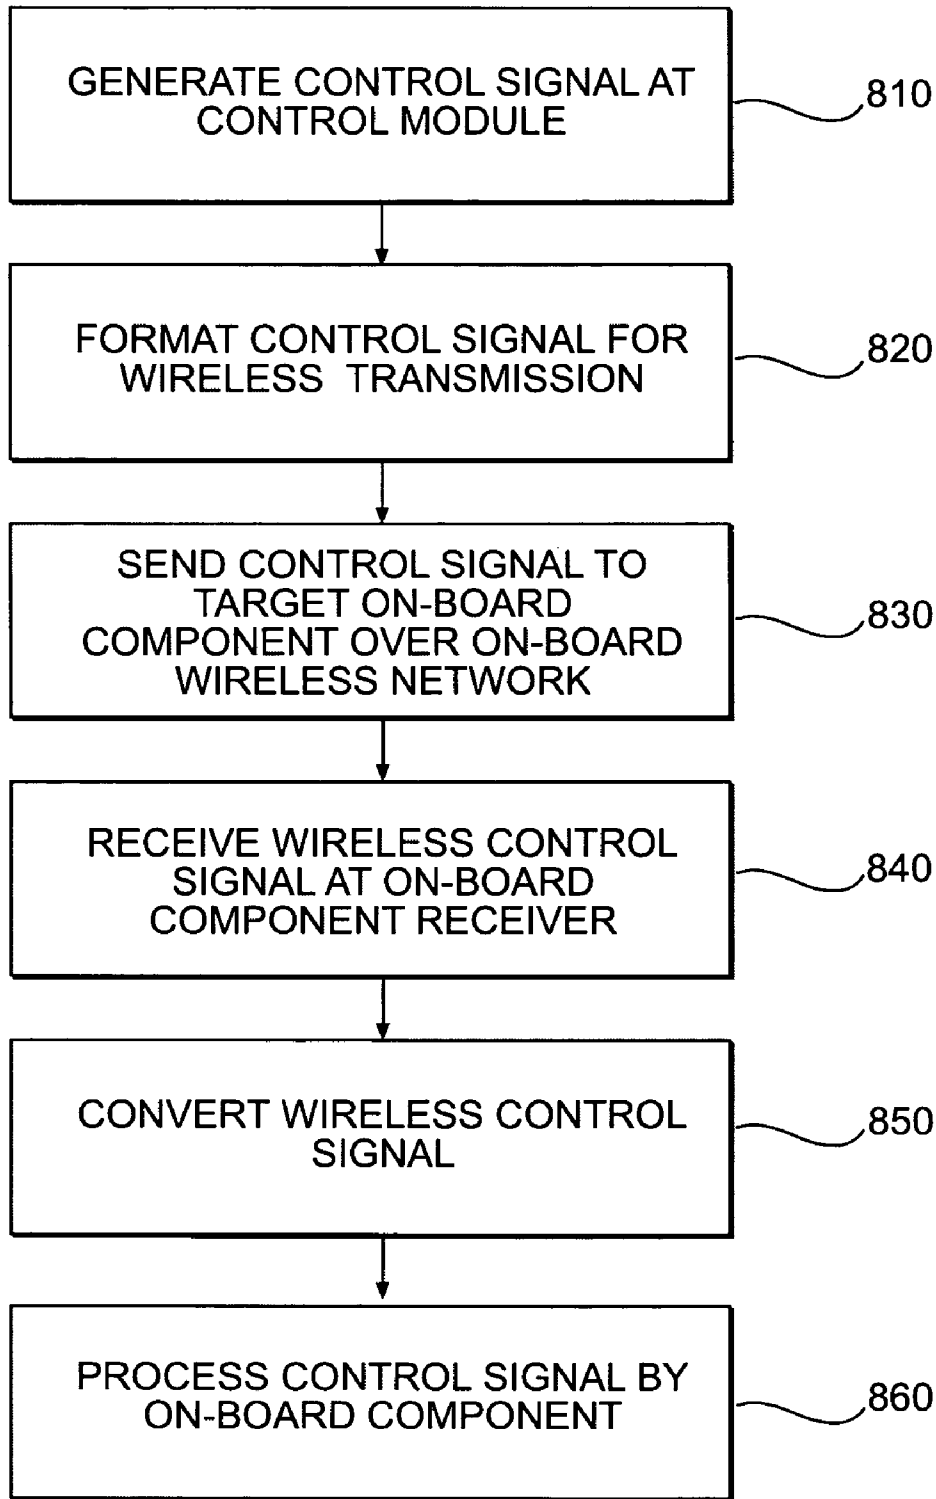 GENERATE CONTROL SIGNAL AT
CONTROL MODULE
810
FORMAT CONTROL SIGNAL FOR
WIRELESS TRANSMISSION
820
SEND CONTROL SIGNAL TO
TARGET ON-BOARD
COMPONENT OVER ON-BOARD
WIRELESS NETWORK
830
RECEIVE WIRELESS CONTROL
SIGNAL AT ON-BOARD
COMPONENT RECEIVER
840
CONVERT WIRELESS CONTROL
SIGNAL
850
PROCESS CONTROL SIGNAL BY
ON-BOARD COMPONENT
860